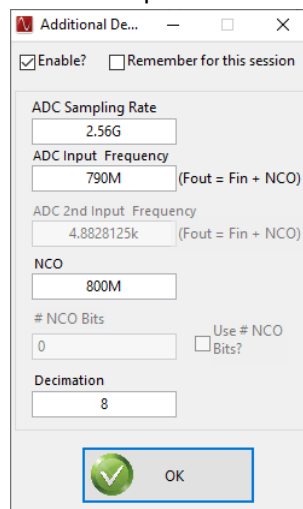 Additional De...
Enable? Remember for this session
ADC Sampling Rate
2.56G
ADC Input Frequency
790M (Fout = Fin + NCO)
ADC 2nd Input Frequency
4.8828125k (Fout = Fin + NCO)
NCO
800M
# NCO Bits
0
Use # NCO
Bits?
Decimation
8
OK